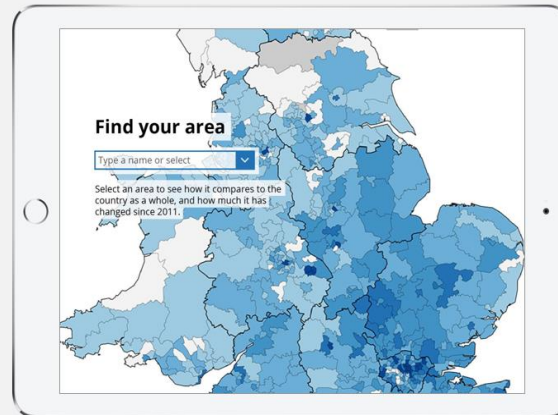 Find your area
Type a name or select
Select an area to see how it compares to the
country as a whole, and how much it has
changed since 2011.